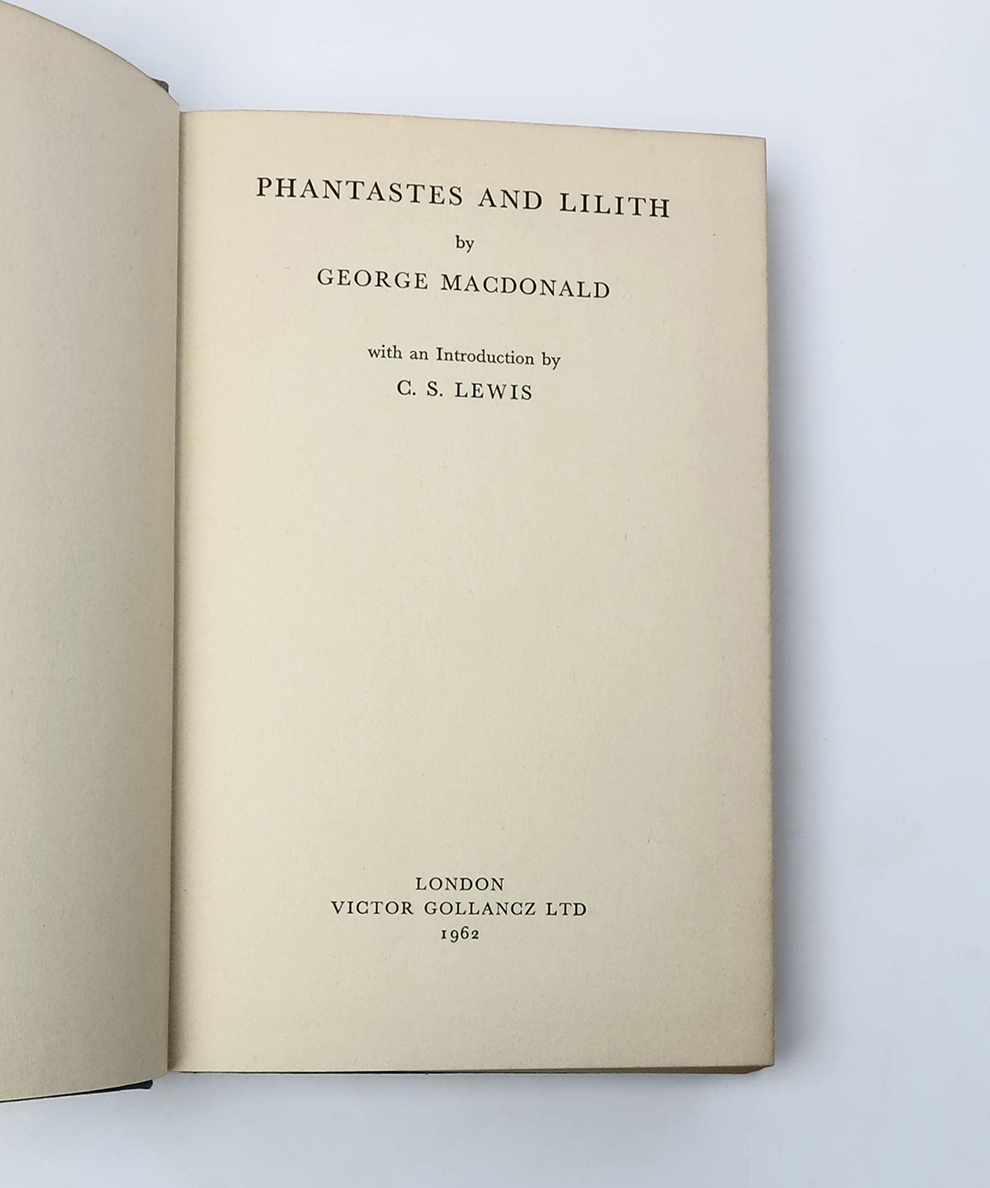 PHANTASTES AND LILITH
by
GEORGE MACDONALD
with an Introduction by
C. S. LEWIS
LONDON
VICTOR GOLLANCZ LTD
1962